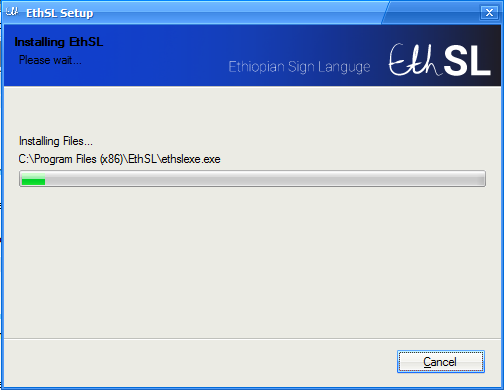 EthSL Setup
Installing EthSL
Please wait...
Ethiopian Sign Languge
EthSL
Installing Files...
C:\Program Files (x86)\EthSL\ethslexe.exe
Cancel